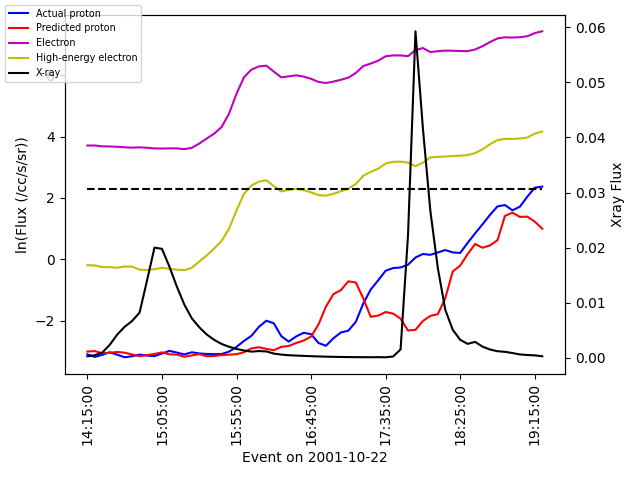 Actual proton
Predicted proton
Electron
High-energy electron
X-ray
ln(Flux (/cc/s/sr))
6
4
2
0
−2
0.06
0.05
0.04
0.03
0.02
0.01
0.00
Xray Flux
14:15:00
15:05:00
15:55:00
16:45:00
17:35:00
18:25:00
19:15:00
Event on 2001-10-22